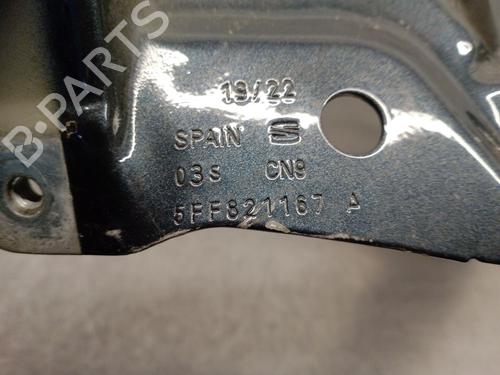 B-PARTS
19/22
SPAIN
03s CN9
5FF821167 A